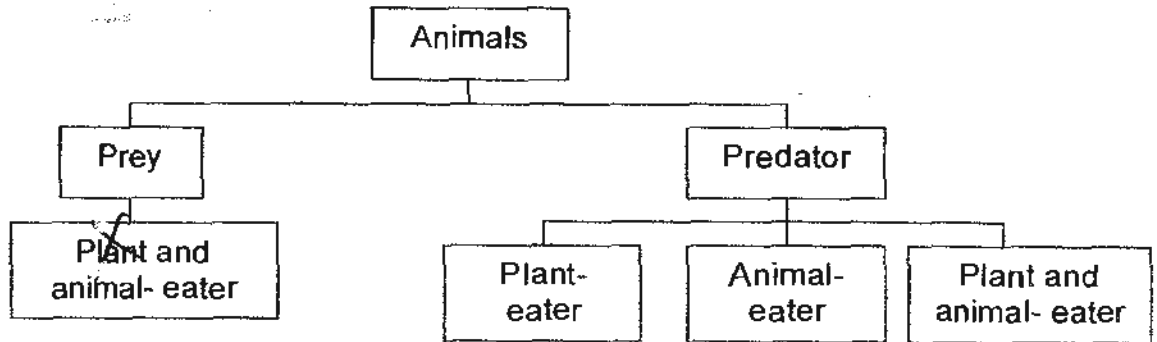 Animals
Prey
Predator
Plant and
animal- eater
Plant-
eater
Animal-
eater
Plant and
animal- eater